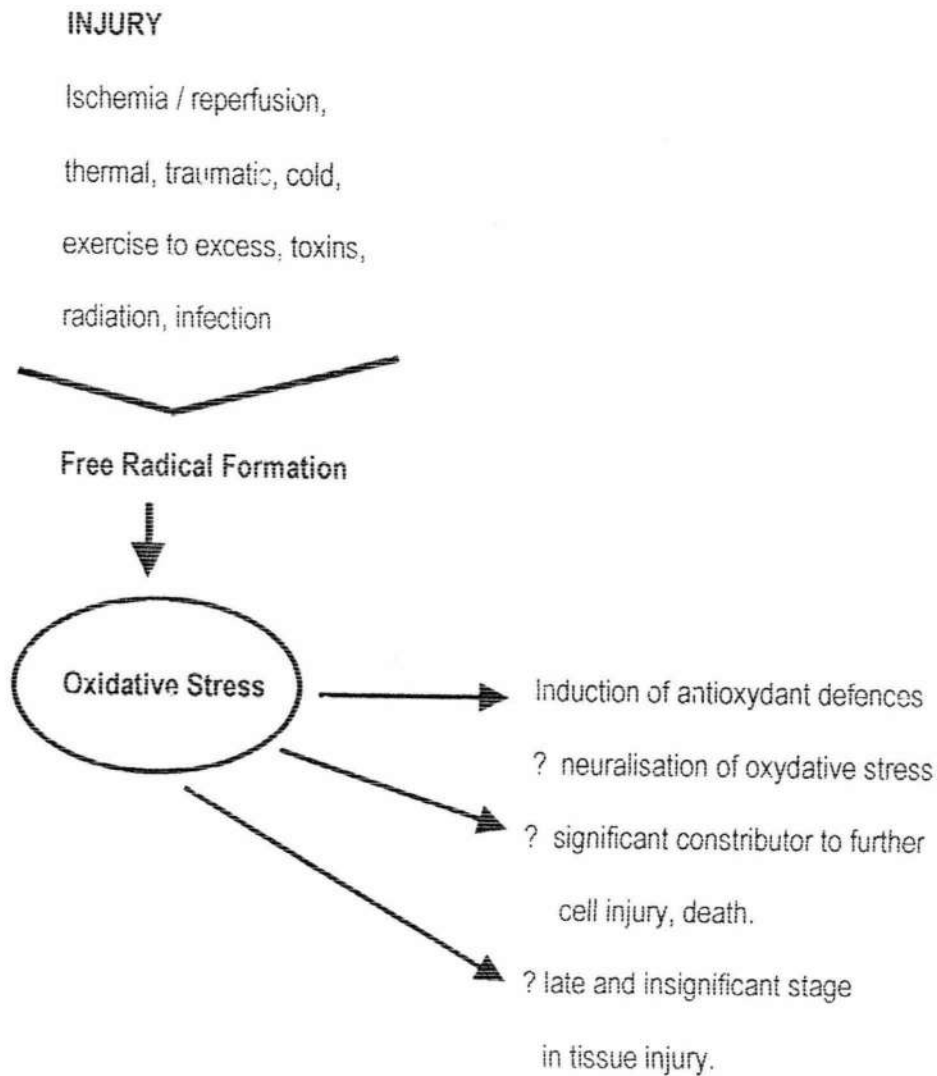 INJURY
Ischemia / reperfusion,
thermal, traumatic, cold,
exercise to excess, toxins,
radiation, infection
Free Radical Formation
Oxidative Stress
Induction of antioxydant defences
? neuralisation of oxydative stress
? significant constributor to further
cell injury, death.
? late and insignificant stage
in tissue injury.